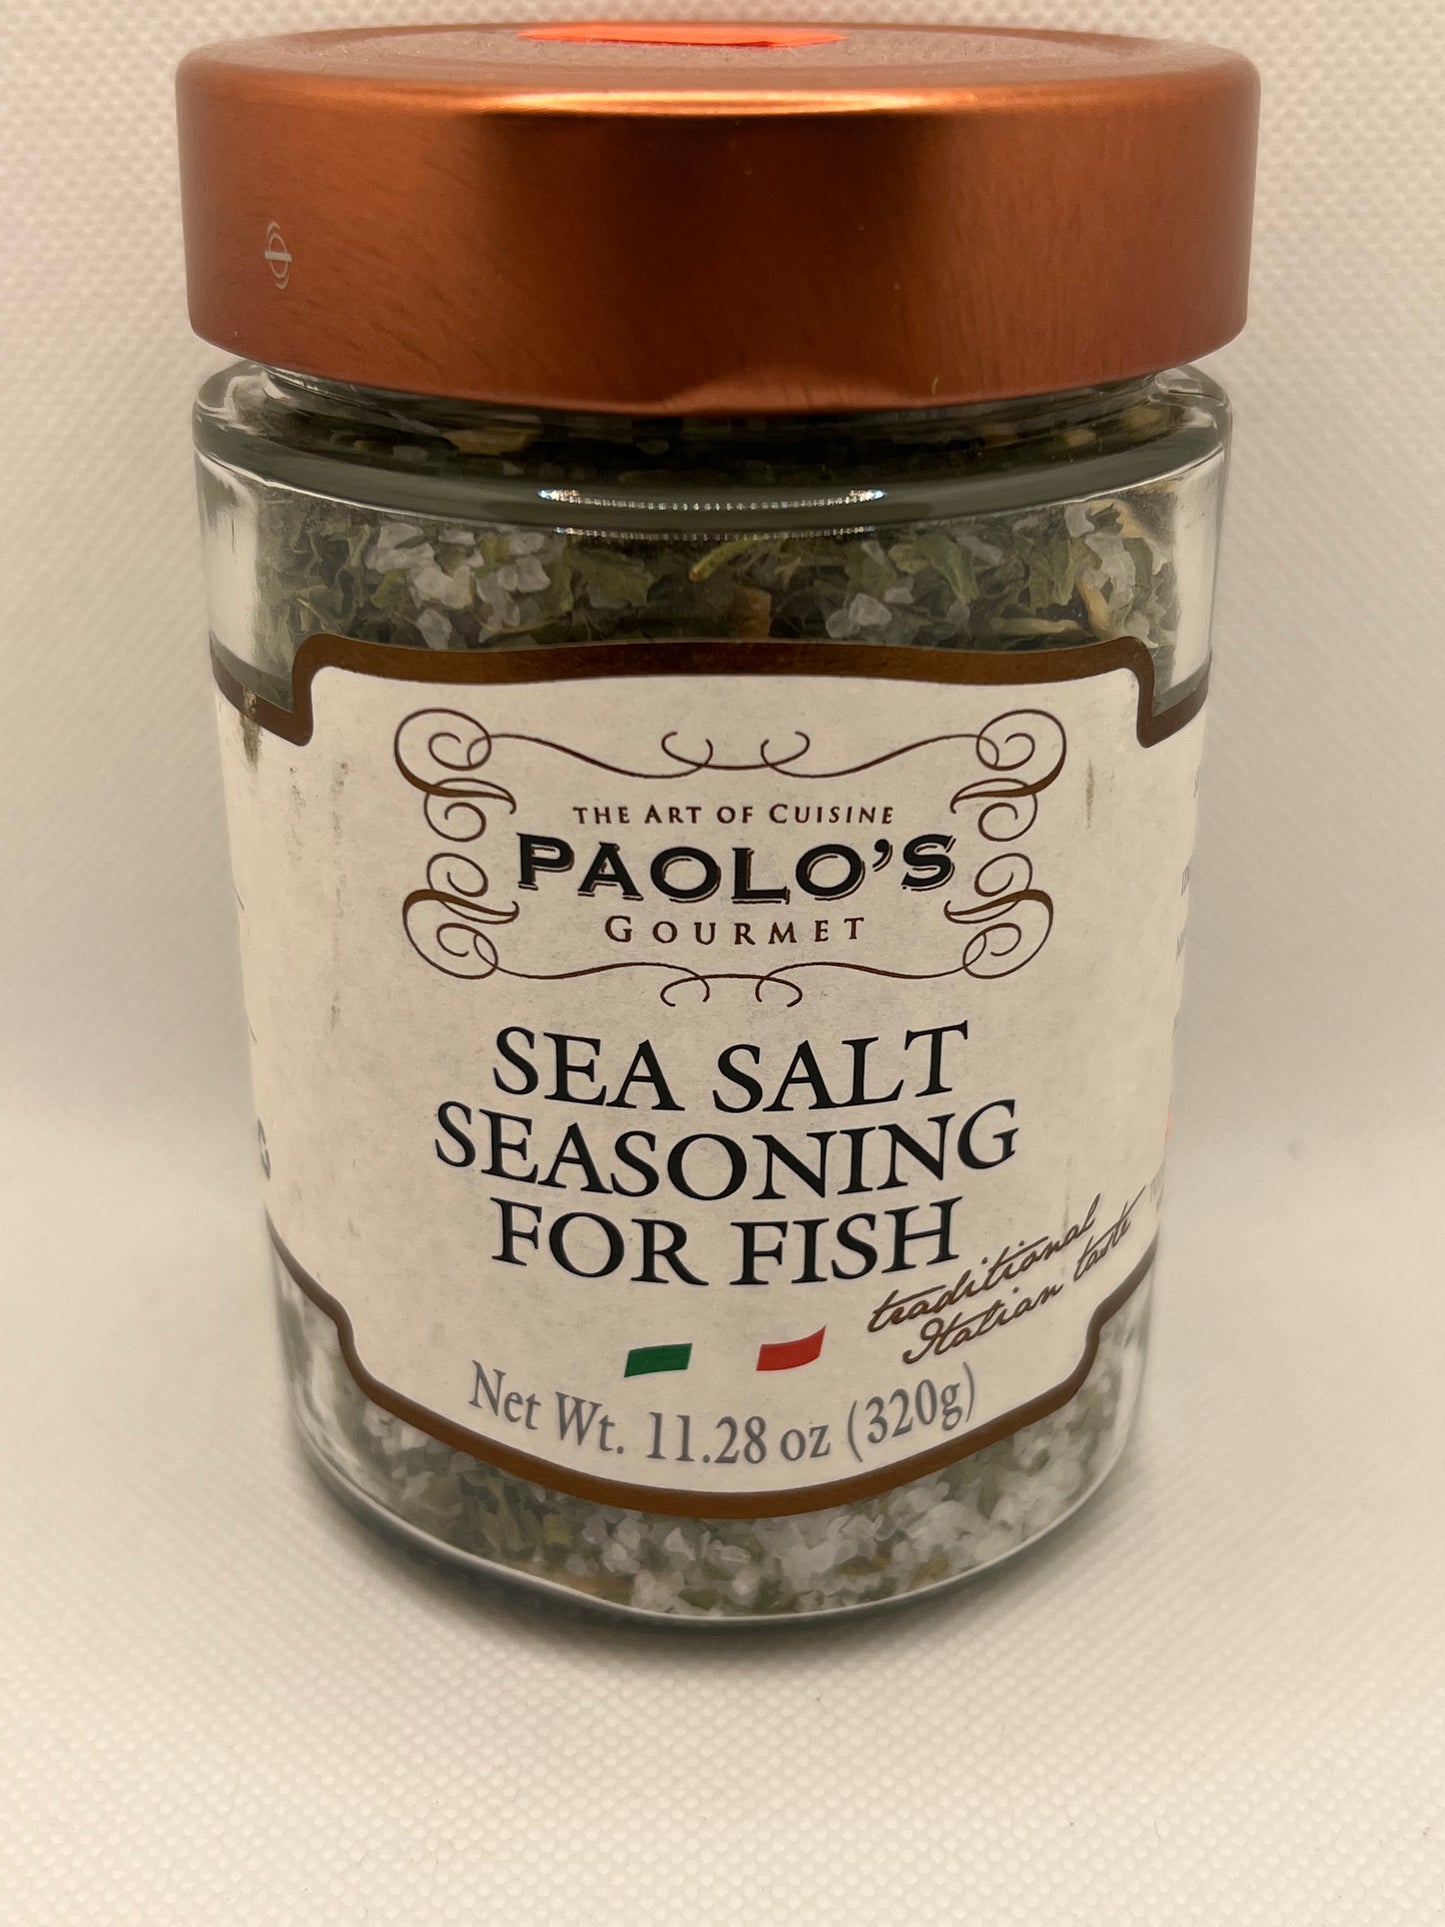 THE ART OF CUISINE
PAOLO'S
GOURMET
SEA SALT
SEASONING
FOR FISH
traditional
Italian taste
Net Wt. 11.28 oz (320g)